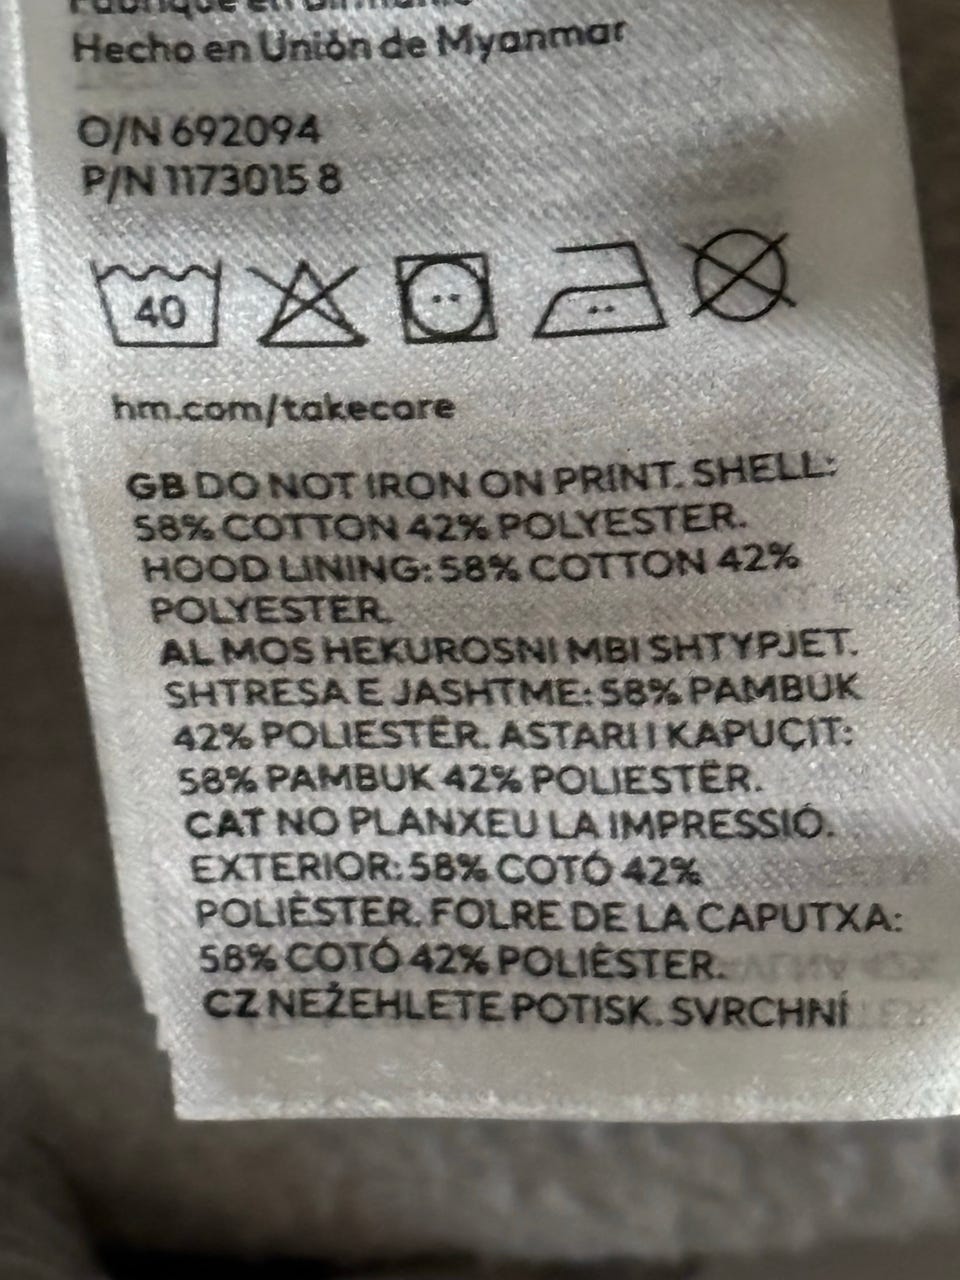 Fabriqué en Birmanie
Hecho en Unión de Myanmar
O/N 692094
P/N 1173015 8
40
hm.com/takecare
GB DO NOT IRON ON PRINT. SHELL:
58% COTTON 42% POLYESTER.
HOOD LINING: 58% COTTON 42%
POLYESTER.
AL MOS HEKUROSNI MBI SHTYPJET.
SHTRESA E JASHTME: 58% PAMBUK
42% POLIESTËR. ASTARI I KAPUÇIT:
58% PAMBUK 42% POLIESTËR.
CAT NO PLANXEU LA IMPRESSIÓ.
EXTERIOR: 58% COTÓ 42%
POLIÈSTER. FOLRE DE LA CAPUTXA:
58% COTÓ 42% POLIÈSTER.
CZ NEŽEHLETE POTISK. SVRCHNÍ